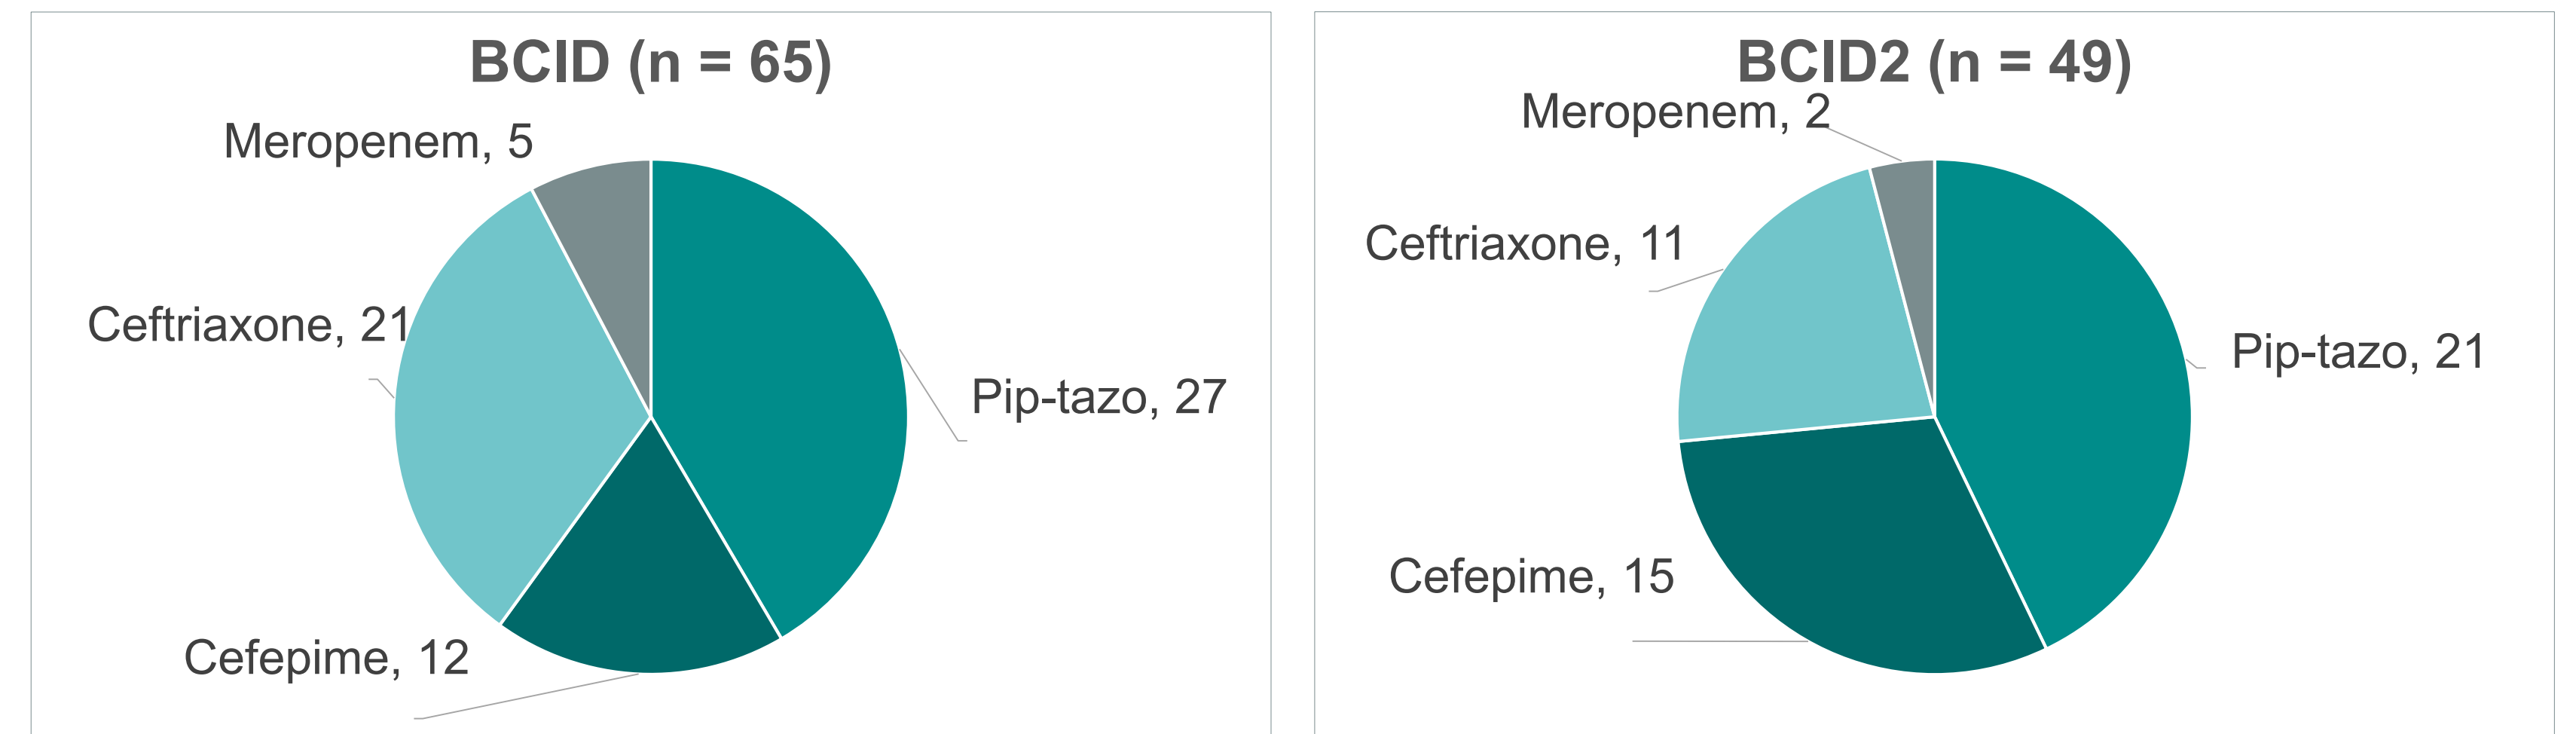 BCID (n = 65)
Meropenem, 5
Ceftriaxone, 21
Pip-tazo, 27
Cefepime, 12
BCID2 (n = 49)
Meropenem, 2
Ceftriaxone, 11
Pip-tazo, 21
Cefepime, 15